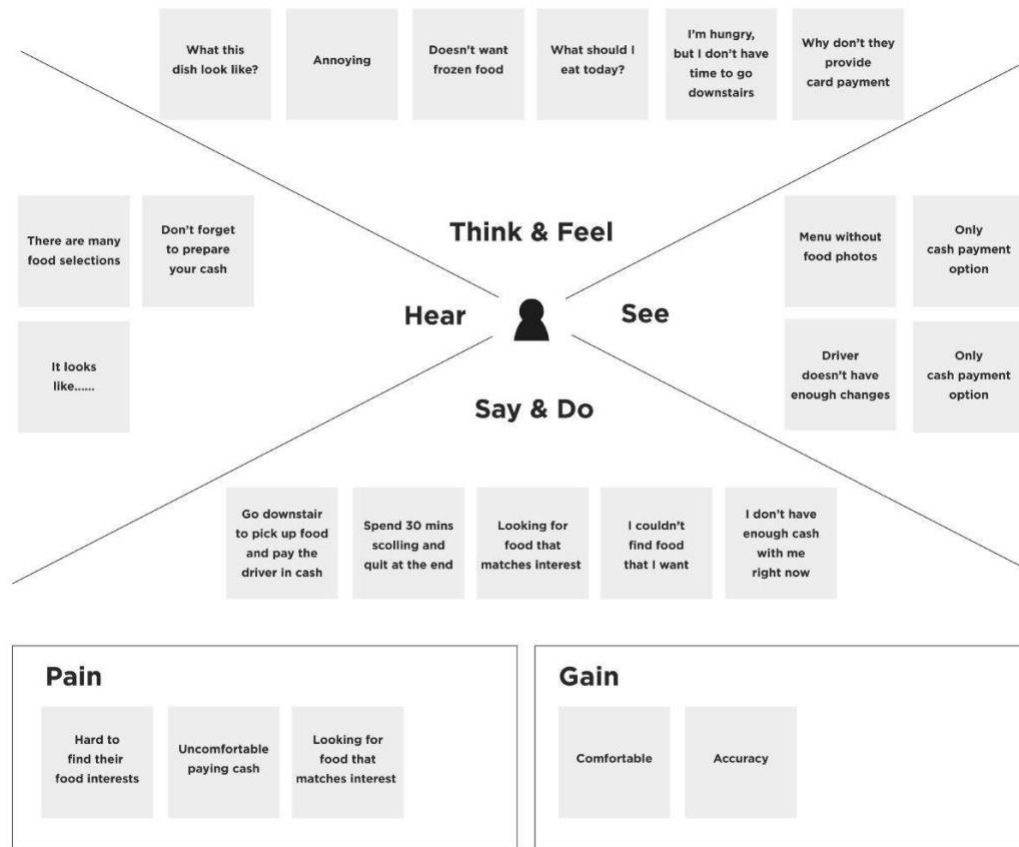 What this
dish look like?
Annoying
Doesn't want
frozen food
What should I
eat today?
I'm hungry,
but I don't have
time to go
downstairs
Why don't they
provide
card payment
Think & Feel
There are many
food selections
Don't forget
to prepare
your cash
It looks
like......
Hear
See
Menu without
food photos
Only
cash payment
option
Driver
doesn't have
enough changes
Only
cash payment
option
Say & Do
Go downstair
to pick up food
and pay the
driver in cash
Spend 30 mins
scolling and
quit at the end
Looking for
food that
matches interest
I couldn't
find food
that I want
I don't have
enough cash
with me
right now
Pain
Hard to
find their
food interests
Uncomfortable
paying cash
Looking for
food that
matches interest
Gain
Comfortable
Accuracy